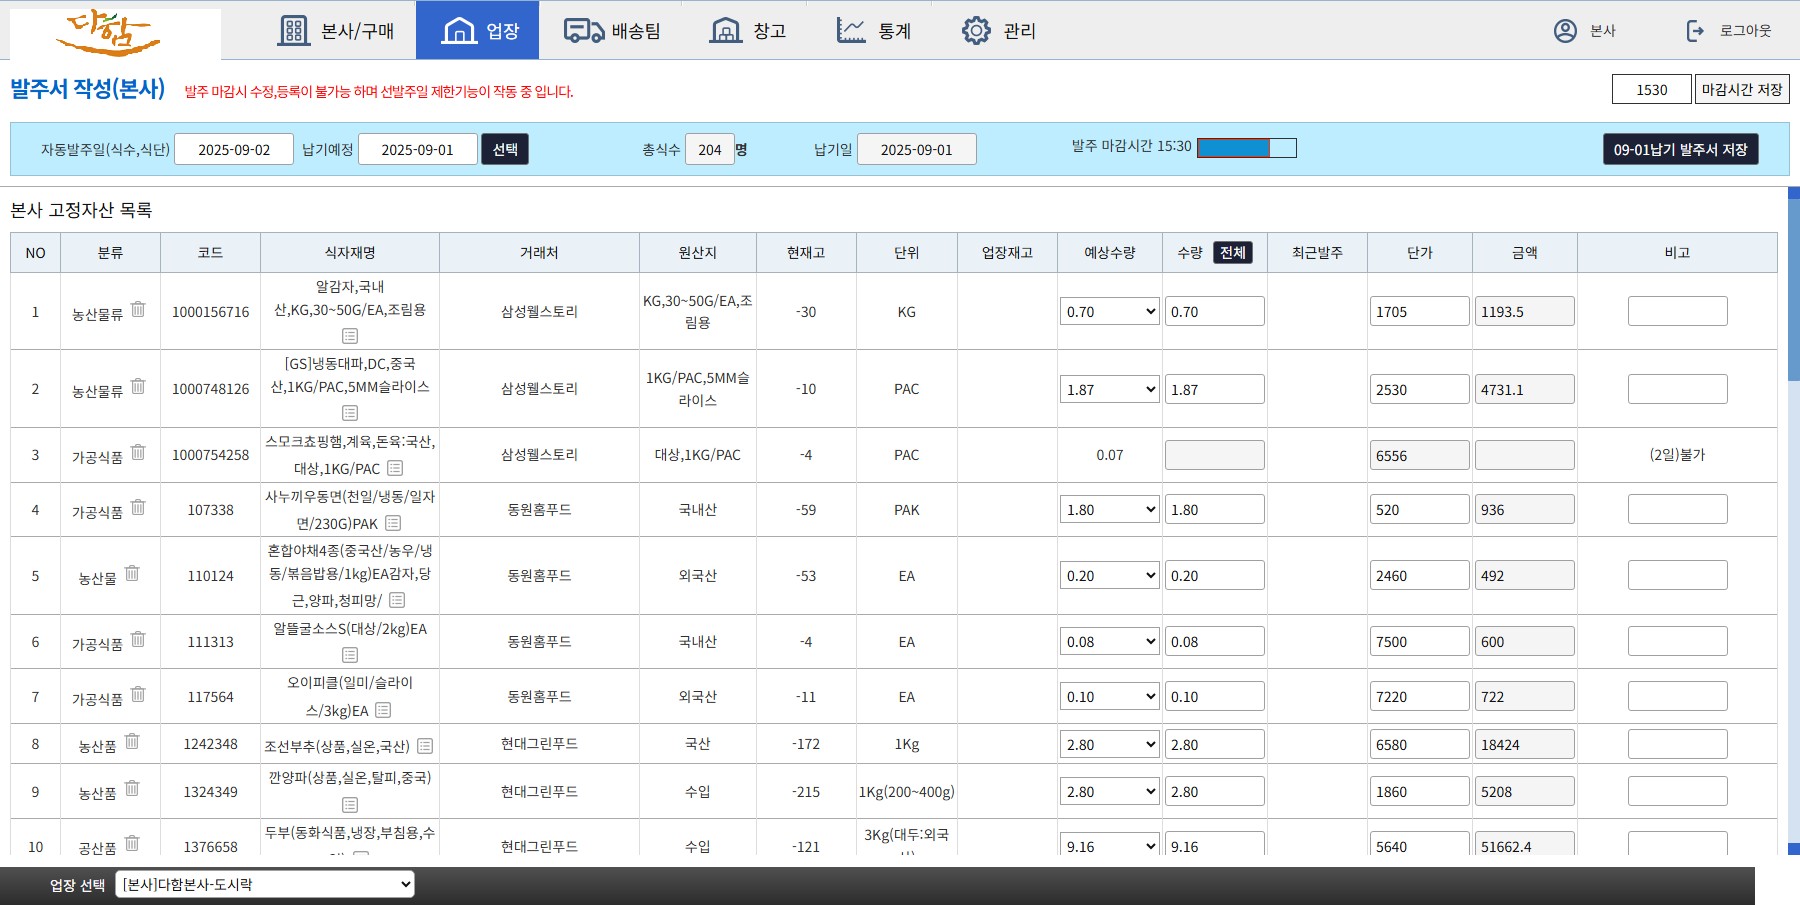 다함
본사/구매
업장
배송팀
창고
통계
관리
본사
로그아웃
발주서 작성(본사)
발주 마감시 수정,등록이 불가능 하며 선발주일 제한기능이 작동 중 입니다.
1530
마감시간 저장
자동발주일(식수,식단) 2025-09-02 납기예정 2025-09-01 선택
총식수 204 명
납기일 2025-09-01
발주 마감시간 15:30
09-01납기 발주서 저장
본사 고정자산 목록
NO 분류 코드 식자재명 거래처 원산지 현재고 단위 업장재고 예상수량 수량 전체 최근발주 단가 금액 비고
1 농산물류 1000156716
알감자,국내
산,KG,30~50G/EA,조림용
삼성웰스토리
KG,30~50G/EA,조
림용
-30 KG 0.70 0.70 1705 1193.5
2 농산물류 1000748126
[GS]냉동대파,DC,중국
산,1KG/PAC,5MM슬라이스
삼성웰스토리
1KG/PAC,5MM슬
라이스
-10 PAC 1.87 1.87 2530 4731.1
3 가공식품 1000754258
스모크쵸핑햄,계육,돈육:국산,
대상,1KG/PAC
삼성웰스토리 대상,1KG/PAC -4 PAC 0.07 6556 (2일)불가
4 가공식품 107338
사누끼우동면(천일/냉동/일자
면/230G)PAK
동원홈푸드 국내산 -59 PAK 1.80 1.80 520 936
5 농산물 110124
혼합야채4종(중국산/농우/냉
동/볶음밥용/1kg)EA감자,당
근,양파,청피망/
동원홈푸드 외국산 -53 EA 0.20 0.20 2460 492
6 가공식품 111313
알뜰굴소스S(대상/2kg)EA
동원홈푸드 국내산 -4 EA 0.08 0.08 7500 600
7 가공식품 117564
오이피클(일미/슬라이
스/3kg)EA
동원홈푸드 외국산 -11 EA 0.10 0.10 7220 722
8 농산품 1242348 조선부추(상품,실온,국산) 현대그린푸드 국산 -172 1Kg 2.80 2.80 6580 18424
9 농산품 1324349 깐양파(상품,실온,탈피,중국) 현대그린푸드 수입 -215 1Kg(200~400g) 2.80 2.80 1860 5208
10 공산품 1376658
두부(동화식품,냉장,부침용,수
현대그린푸드 수입 -121
3Kg(대두:외국
9.16 9.16 5640 51662.4
업장 선택 [본사]다함본사-도시락